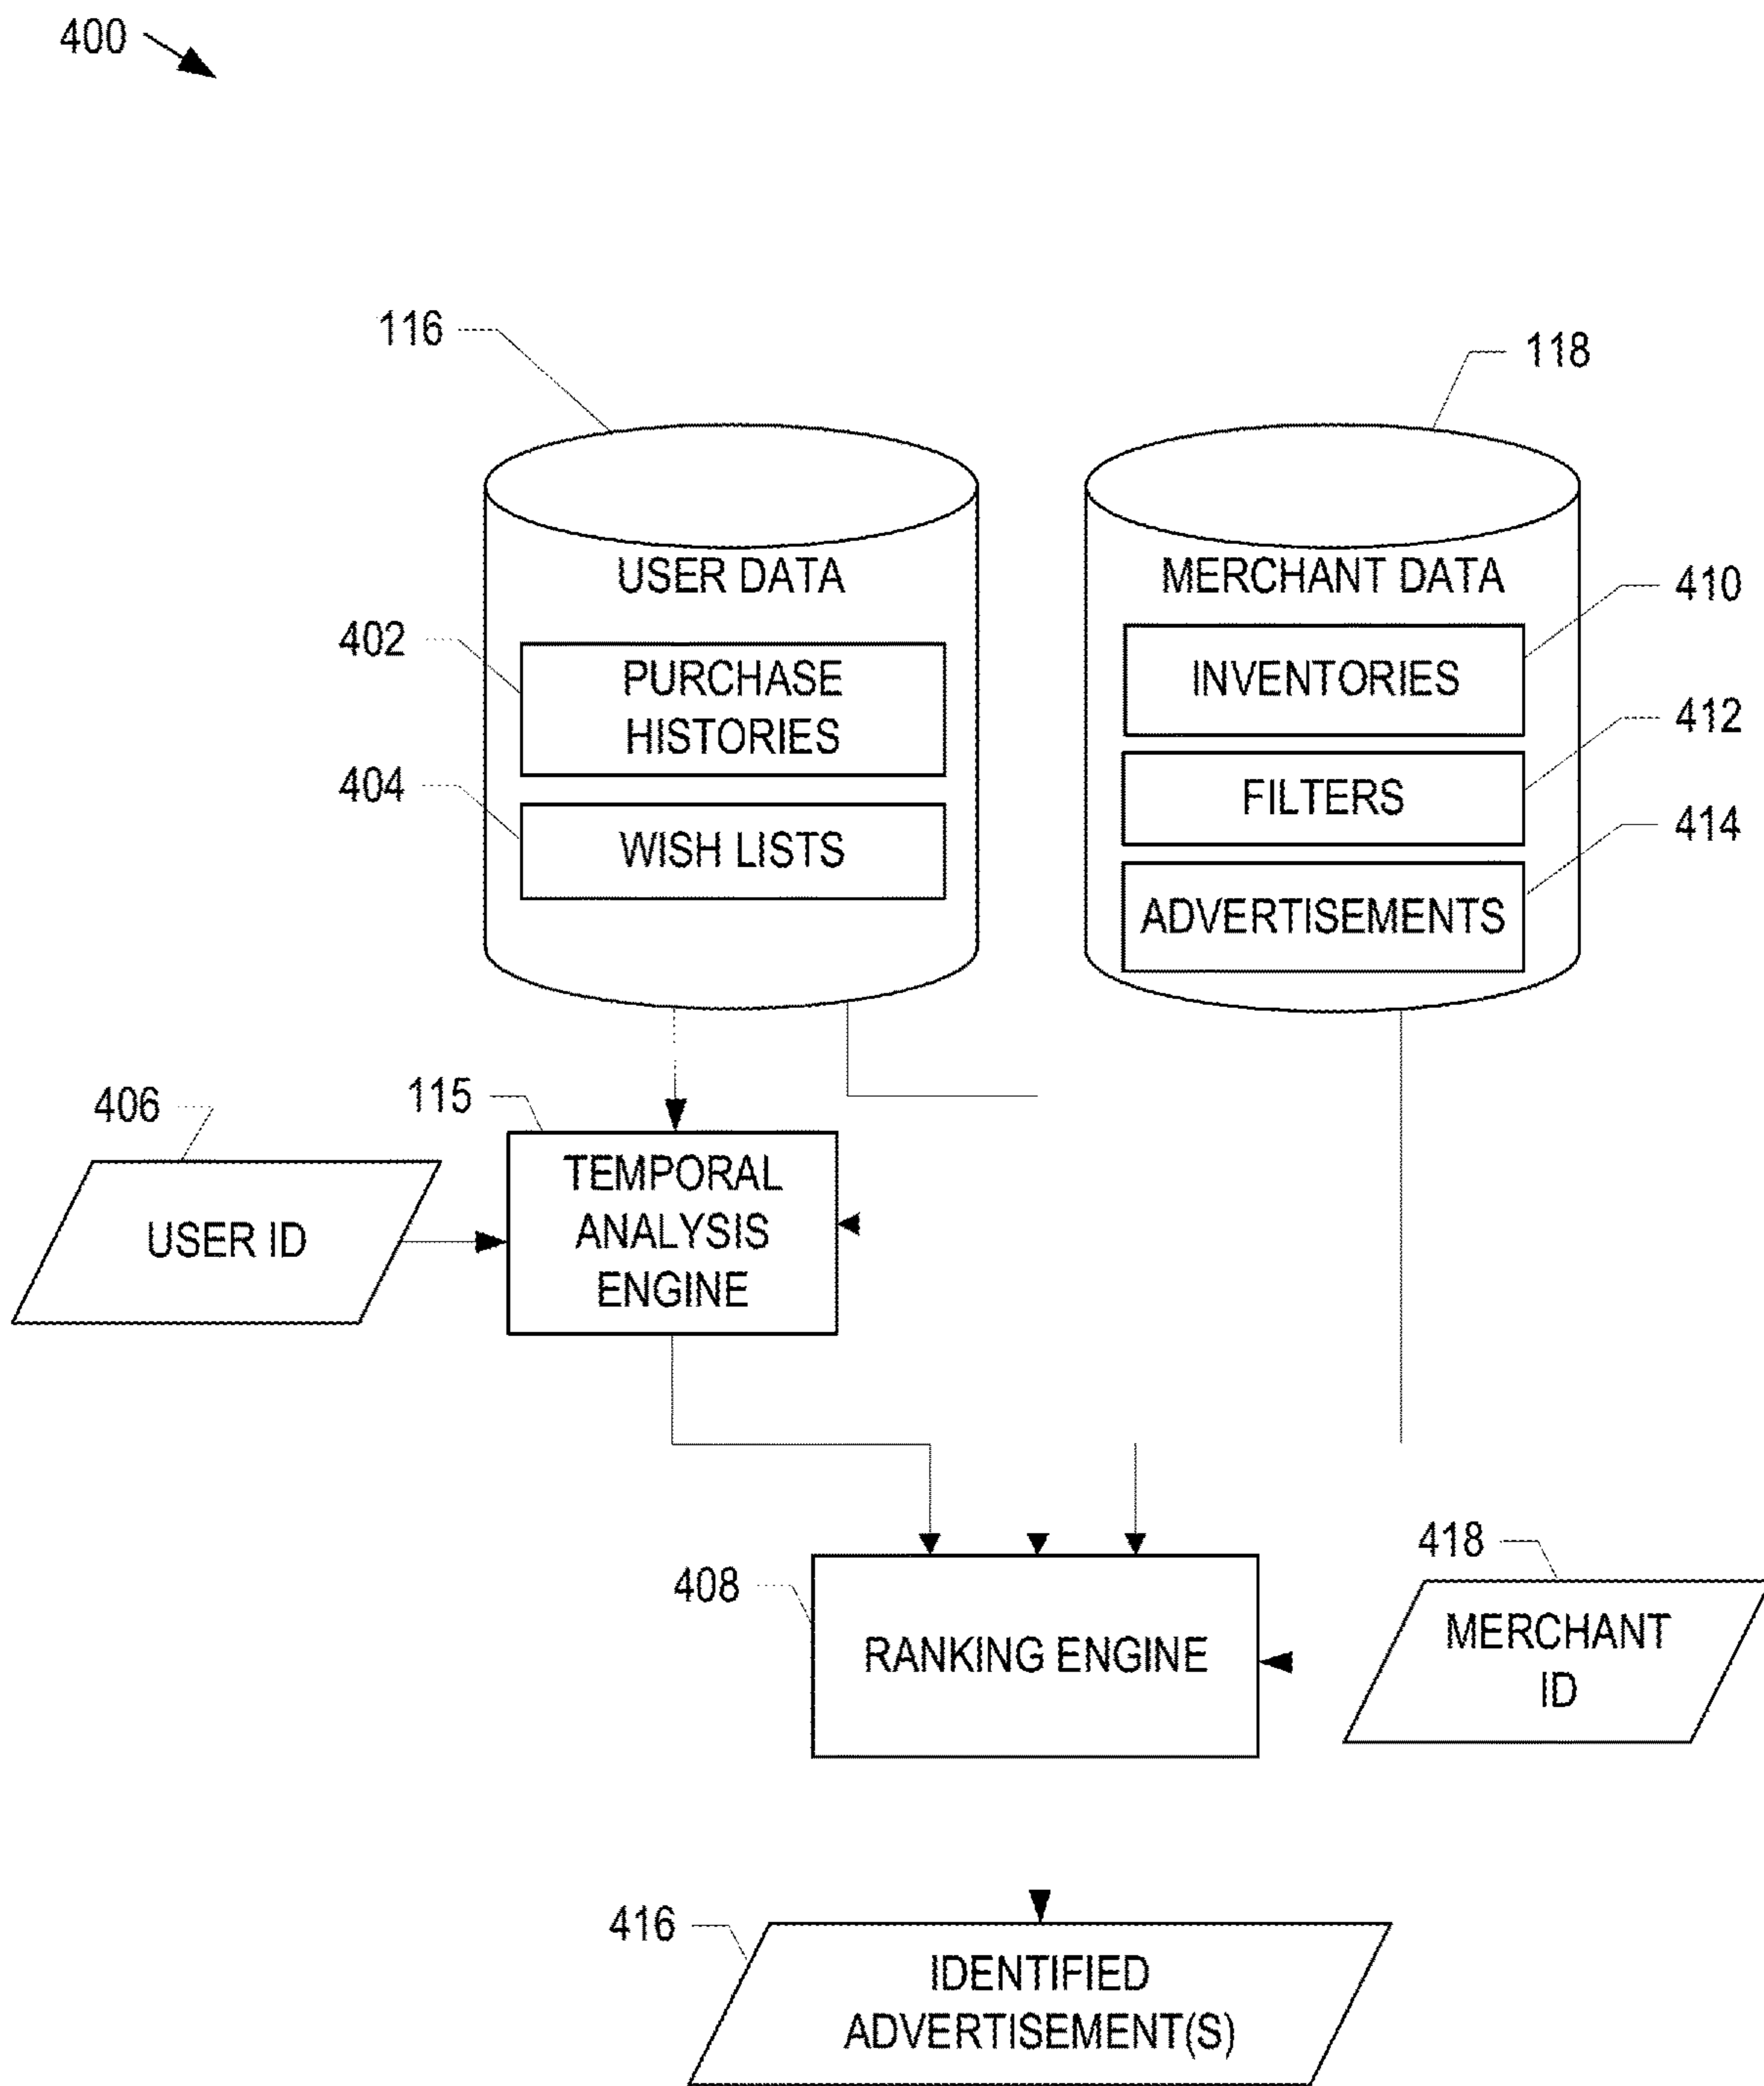 400
116
118
USER DATA
MERCHANT DATA
410
402
PURCHASE
HISTORIES
INVENTORIES
412
404
WISH LISTS
FILTERS
414
ADVERTISEMENTS
406
115
USER ID
TEMPORAL
ANALYSIS
ENGINE
408
RANKING ENGINE
418
MERCHANT
ID
416
IDENTIFIED
ADVERTISEMENT(S)